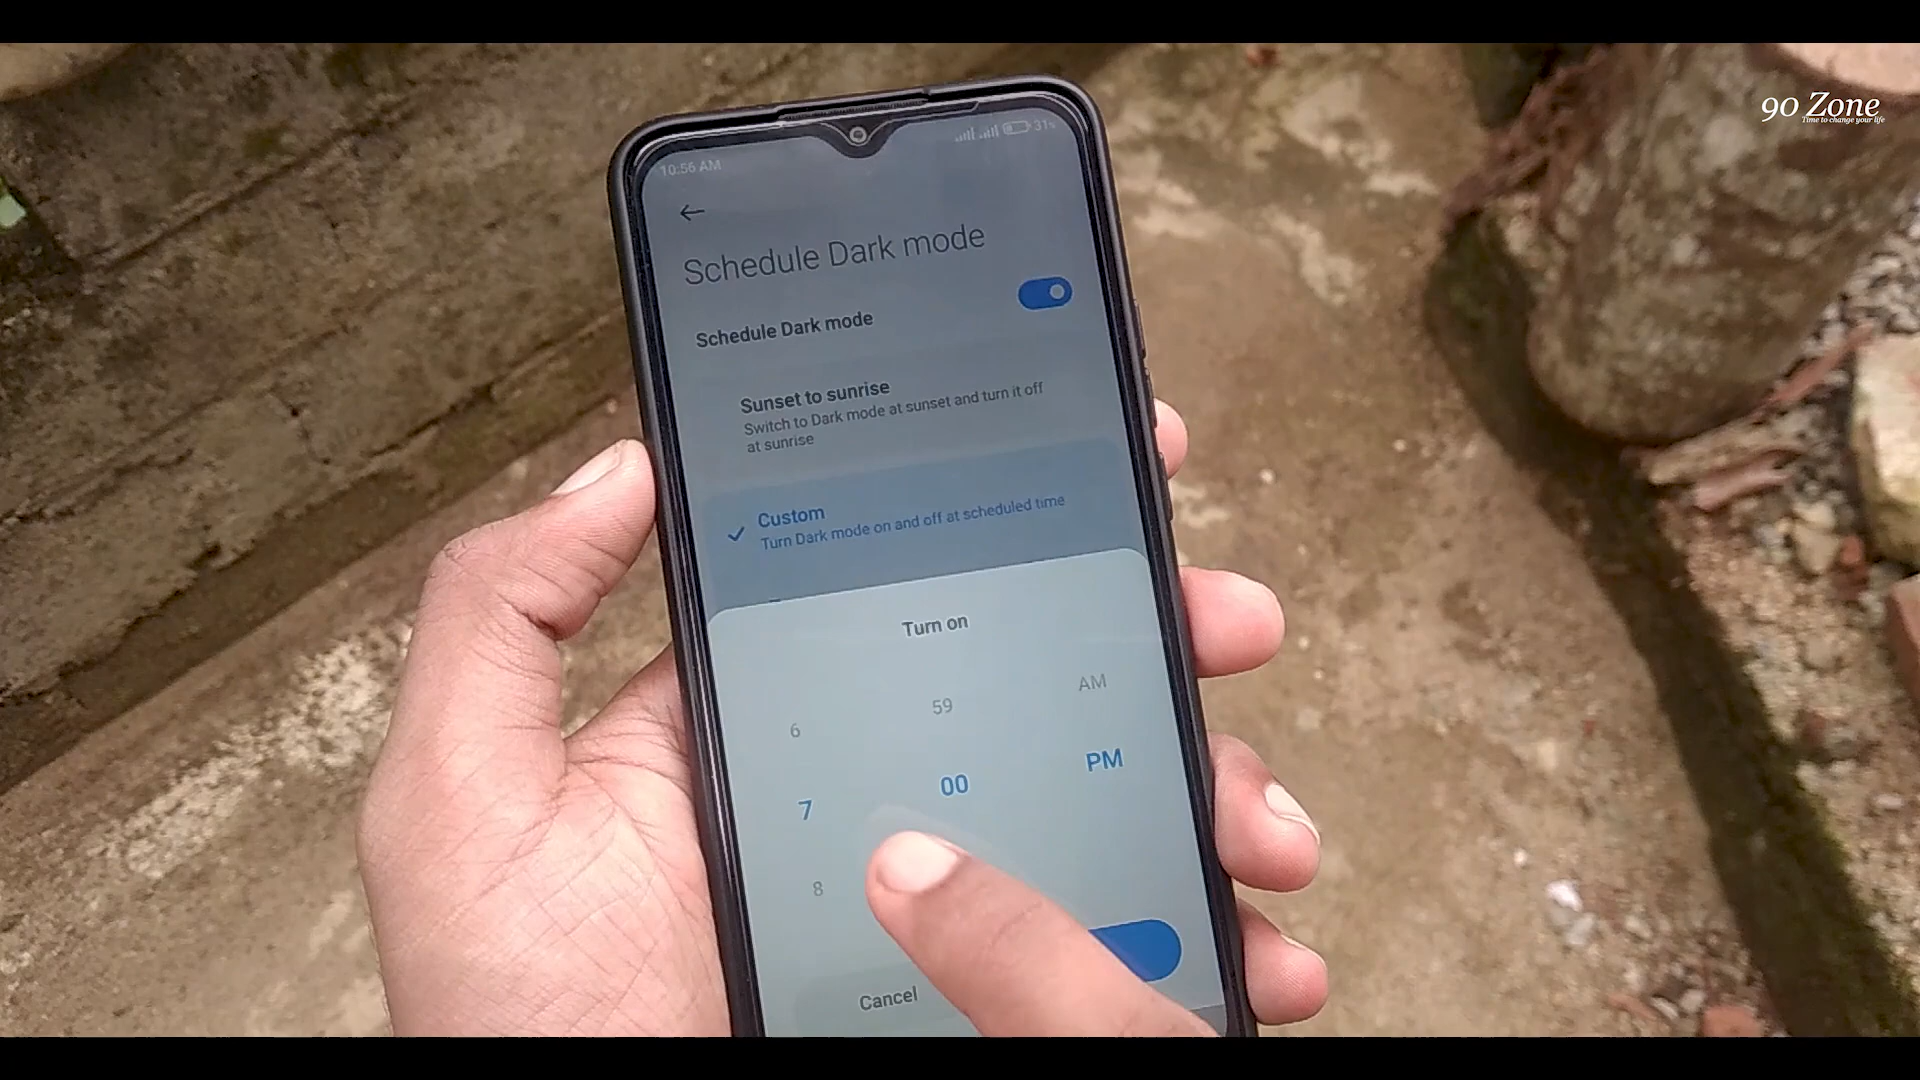 90 Zone
Time to change your life
10:56 AM
31%
Schedule Dark mode
Schedule Dark mode
Sunset to sunrise
Switch to Dark mode at sunset and turn it off
at sunrise
Custom
Turn Dark mode on and off at scheduled time
Turn on
6 59 AM
7 00 PM
8
Cancel